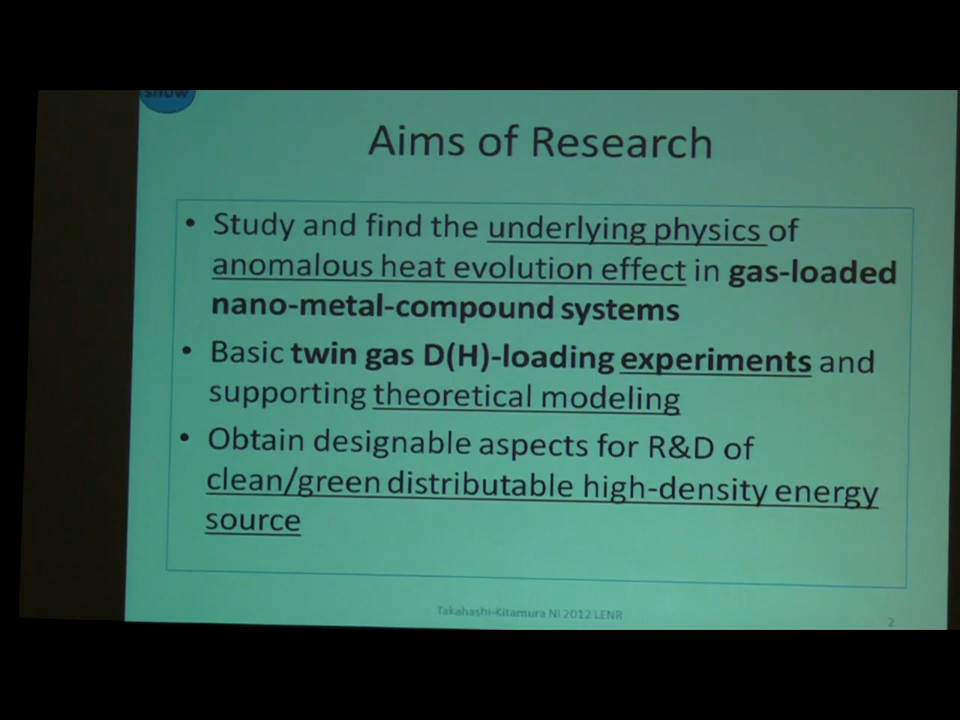 show
Aims of Research
• Study and find the underlying physics of
anomalous heat evolution effect in gas-loaded
nano-metal-compound systems
• Basic twin gas D(H)-loading experiments and
supporting theoretical modeling
• Obtain designable aspects for R&D of
clean/green distributable high-density energy
source
Takahashi-Kitamura NI 2012 LENR
2